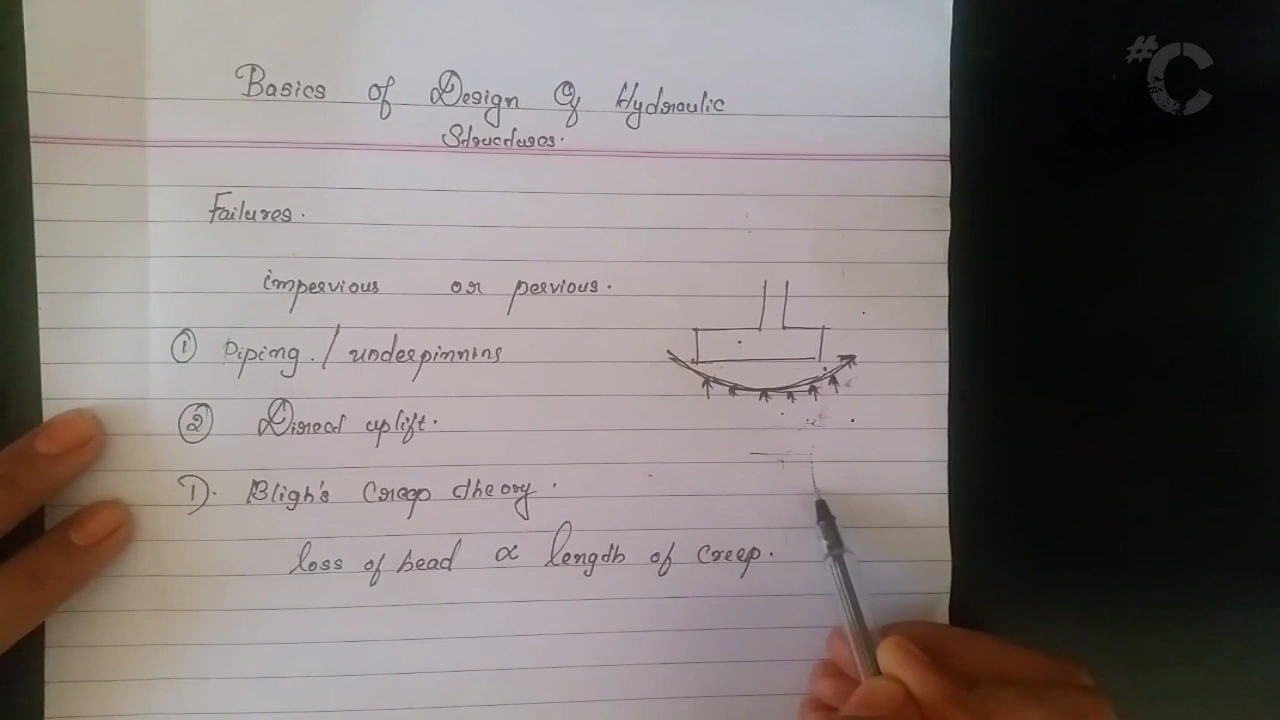 Basics of Design Of Hydraulic
Structures.
Failures.
impervious or pervious.
① Piping. / underpinning
② Direct uplift.
1). Bligh's Creep theory.
loss of head ∝ length of Creep.
#C